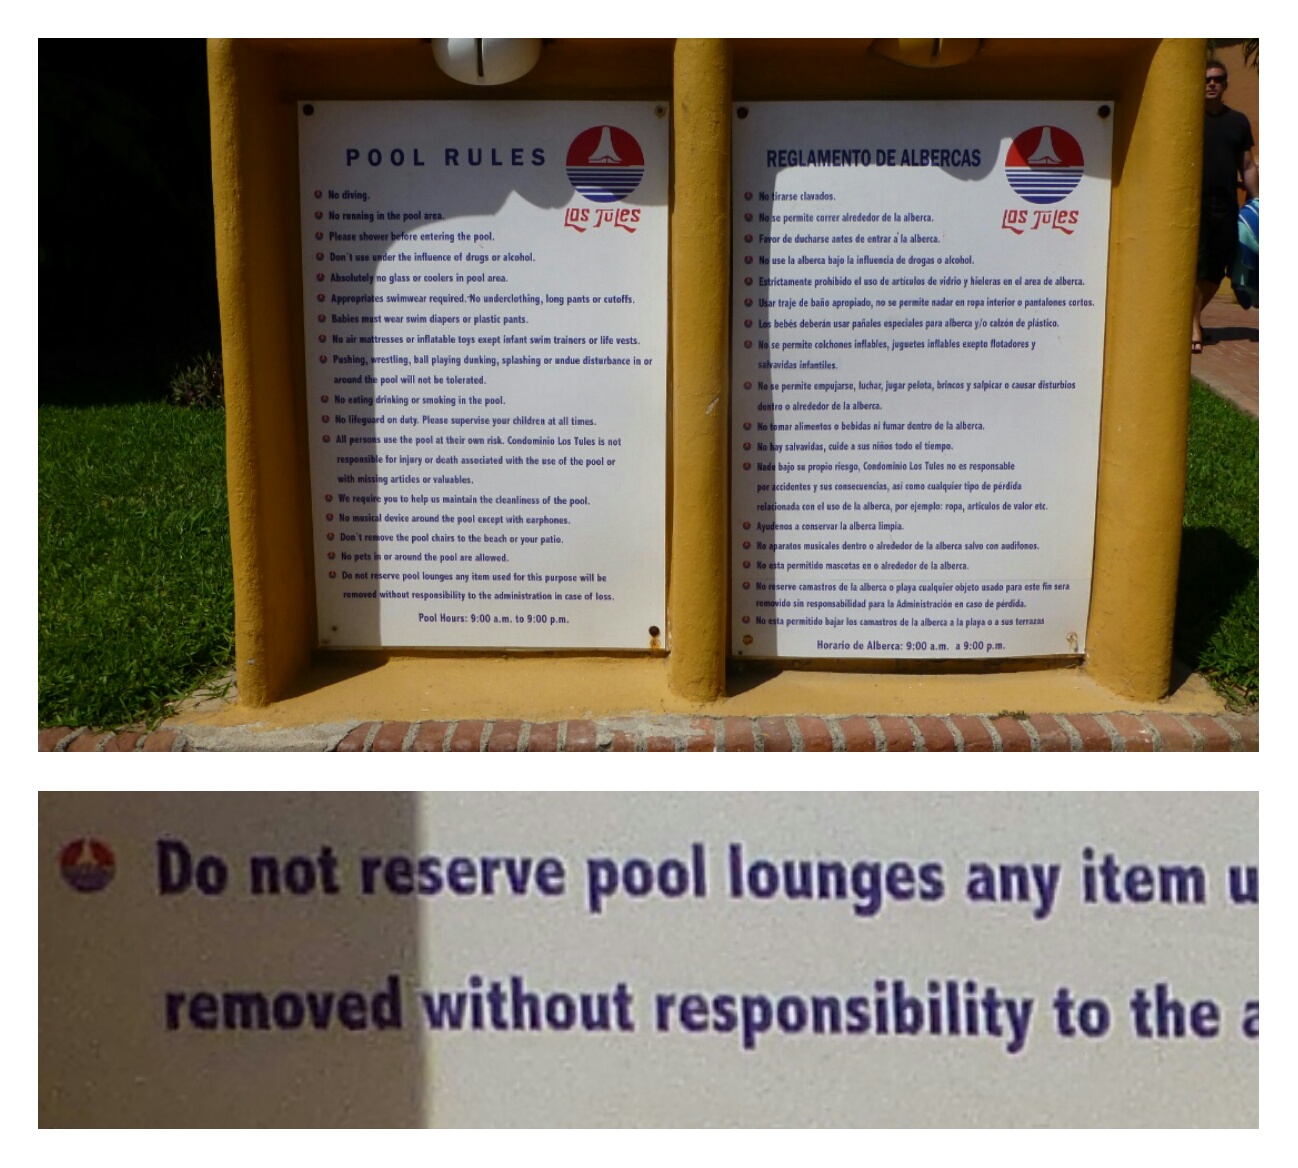 POOL RULES
Los Tules
No diving.
No running in the pool area.
Please shower before entering the pool.
Don't use under the influence of drugs or alcohol.
Absolutely no glass or coolers in pool area.
Appropriates swimwear required. No underclothing, long pants or cutoffs.
Babies must wear swim diapers or plastic pants.
No air mattresses or inflatable toys exept infant swim trainers or life vests.
Pushing, wrestling, ball playing dunking, splashing or undue disturbance in or
around the pool will not be tolerated.
No eating drinking or smoking in the pool.
No lifeguard on duty. Please supervise your children at all times.
All persons use the pool at their own risk. Condominio Los Tules is not
responsible for injury or death associated with the use of the pool or
with missing articles or valuables.
We require you to help us maintain the cleanliness of the pool.
No musical device around the pool except with earphones.
Don't remove the pool chairs to the beach or your patio.
No pets in or around the pool are allowed.
Do not reserve pool lounges any item used for this purpose will be
removed without responsibility to the administration in case of loss.
Pool Hours: 9:00 a.m. to 9:00 p.m.
REGLAMENTO DE ALBERCAS
Los Tules
No tirarse clavados.
No se permite correr alrededor de la alberca.
Favor de ducharse antes de entrar a la alberca.
No use la alberca bajo la influencia de drogas o alcohol.
Estrictamente prohibido el uso de artículos de vidrio y hieleras en el area de alberca.
Usar traje de baño apropiado, no se permite nadar en ropa interior o pantalones cortos.
Los bebés deberán usar pañales especiales para alberca y/o calzón de plástico.
No se permite colchones inflables, juguetes inflables exepto flotadores y
salvavidas infantiles.
No se permite empujarse, luchar, jugar pelota, brincos y salpicar o causar disturbios
dentro o alrededor de la alberca.
No tomar alimentos o bebidas ni fumar dentro de la alberca.
No hay salvavidas, cuide a sus niños todo el tiempo.
Nade bajo su propio riesgo, Condominio Los Tules no es responsable
por accidentes y sus consecuencias, así como cualquier tipo de pérdida
relacionada con el uso de la alberca, por ejemplo: ropa, artículos de valor etc.
Ayudenos a conservar la alberca limpia.
No aparatos musicales dentro o alrededor de la alberca salvo con audífonos.
No esta permitido mascotas en o alrededor de la alberca.
No reserve camastros de la alberca o playa cualquier objeto usado para este fin sera
removido sin responsabilidad para la Administración en caso de pérdida.
No esta permitido bajar los camastros de la alberca a la playa o a sus terrazas
Horario de Alberca: 9:00 a.m. a 9:00 p.m.
Do not reserve pool lounges any item u
removed without responsibility to the a